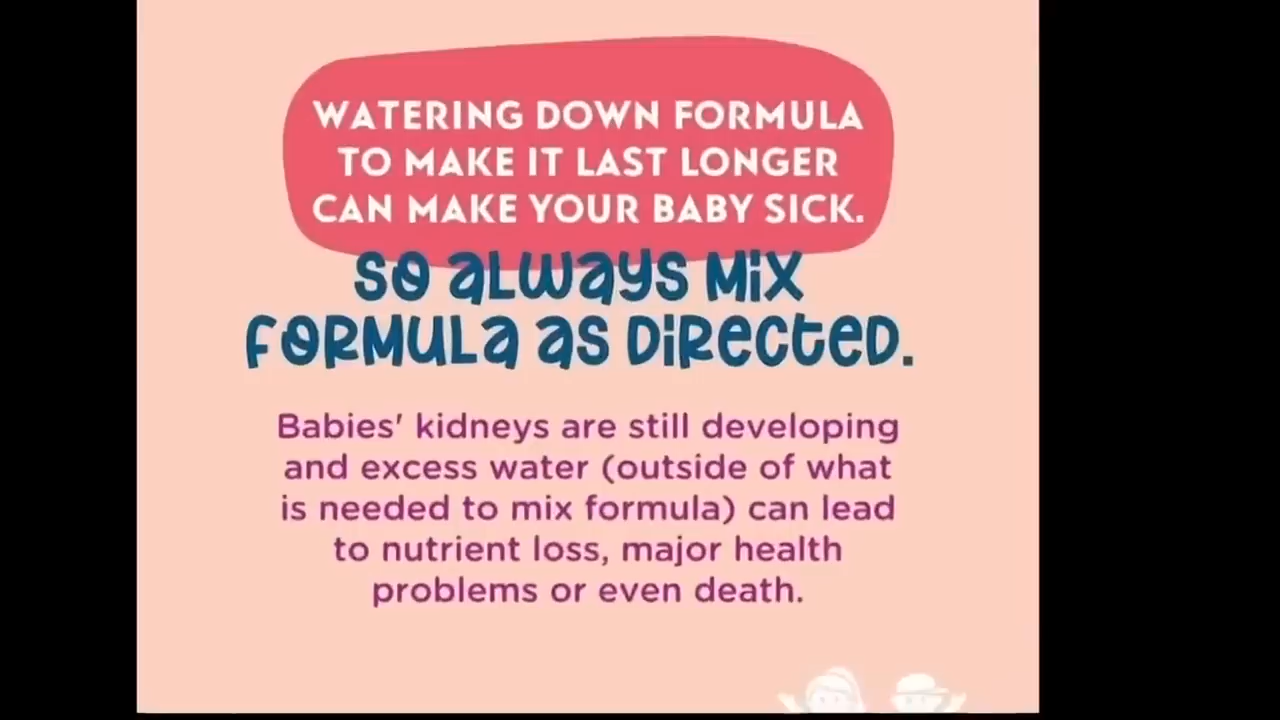 WATERING DOWN FORMULA
TO MAKE IT LAST LONGER
CAN MAKE YOUR BABY SICK.
SO ALWAYS MIX
FORMULA AS DIRECTED.
Babies' kidneys are still developing
and excess water (outside of what
is needed to mix formula) can lead
to nutrient loss, major health
problems or even death.